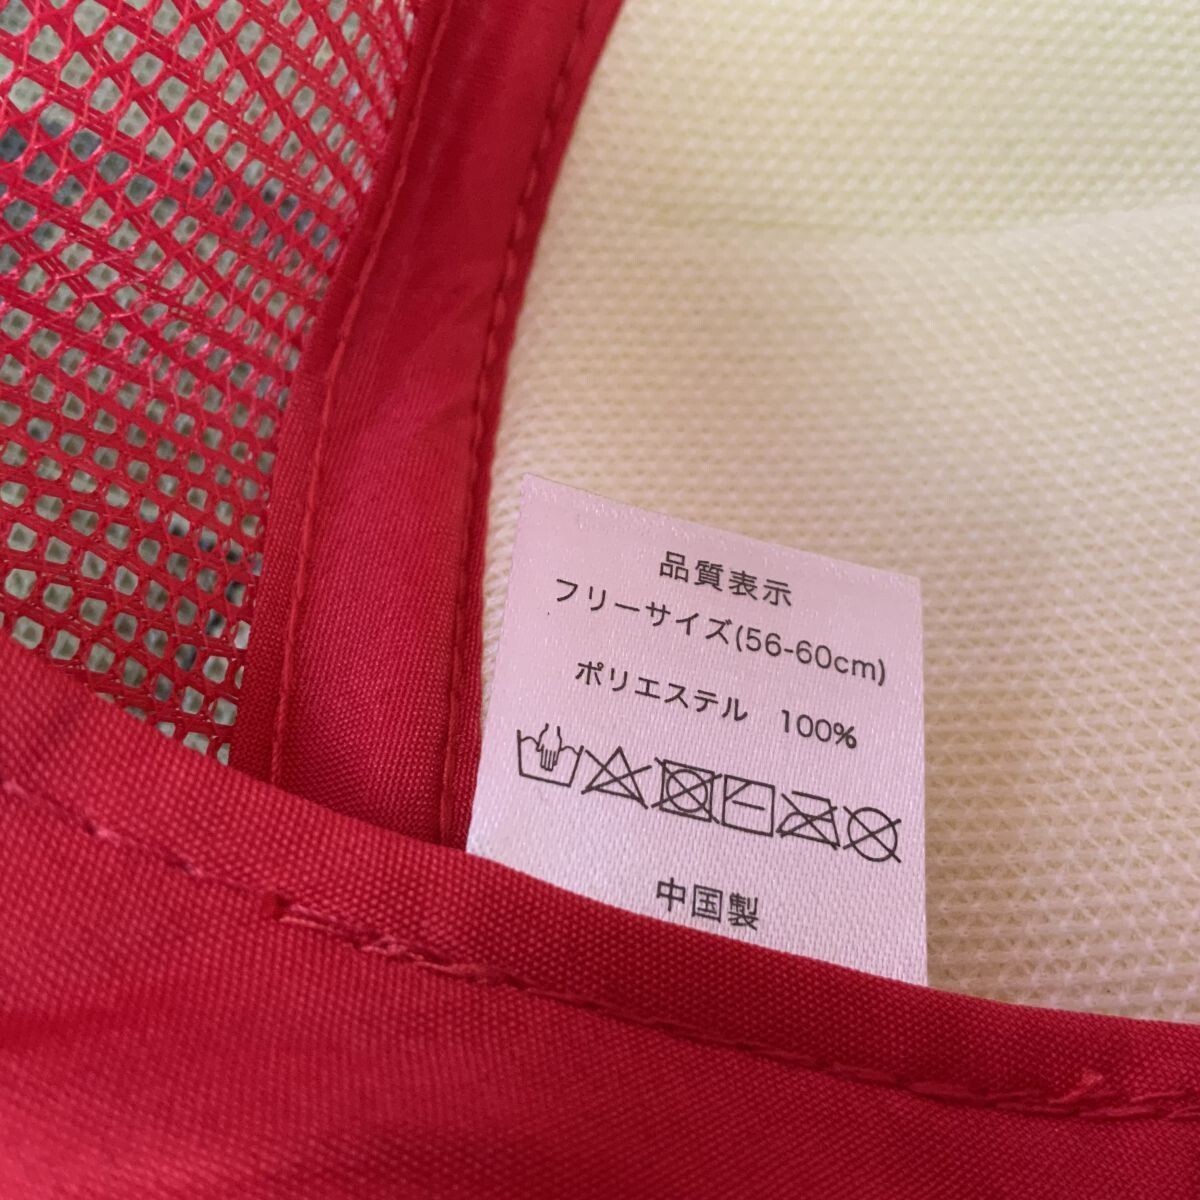 品質表示
フリーサイズ(56-60cm)
ポリエステル 100%
中国製